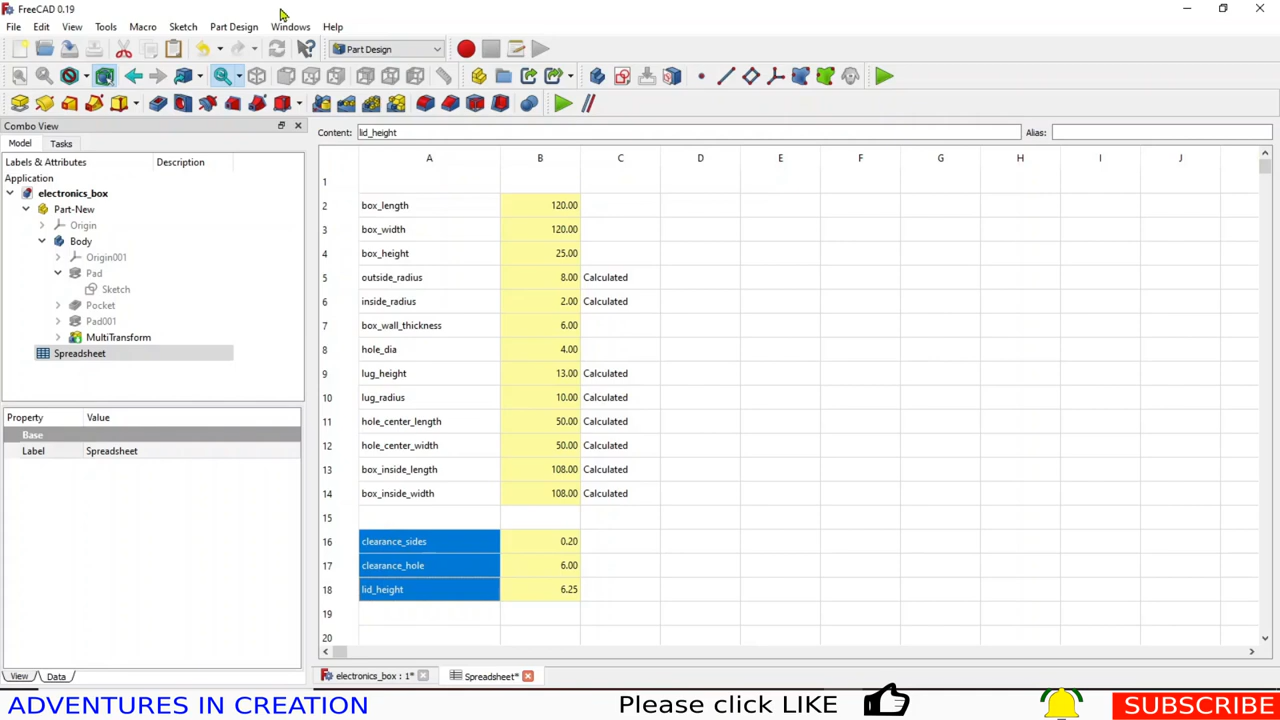 FreeCAD 0.19
File Edit View Tools Macro Sketch Part Design Windows Help
Part Design
Combo View
Model Tasks
Content: lid_height Alias:
Labels & Attributes Description
Application
electronics_box
Part-New
Origin
Body
Origin001
Pad
Sketch
Pocket
Pad001
MultiTransform
Spreadsheet
Property Value
Base
Label Spreadsheet
View Data
A B C D E F G H I J
1
2 box_length 120.00
3 box_width 120.00
4 box_height 25.00
5 outside_radius 8.00 Calculated
6 inside_radius 2.00 Calculated
7 box_wall_thickness 6.00
8 hole_dia 4.00
9 lug_height 13.00 Calculated
10 lug_radius 10.00 Calculated
11 hole_center_length 50.00 Calculated
12 hole_center_width 50.00 Calculated
13 box_inside_length 108.00 Calculated
14 box_inside_width 108.00 Calculated
15
16 clearance_sides 0.20
17 clearance_hole 6.00
18 lid_height 6.25
19
20
electronics_box : 1* Spreadsheet*
ADVENTURES IN CREATION Please click LIKE SUBSCRIBE